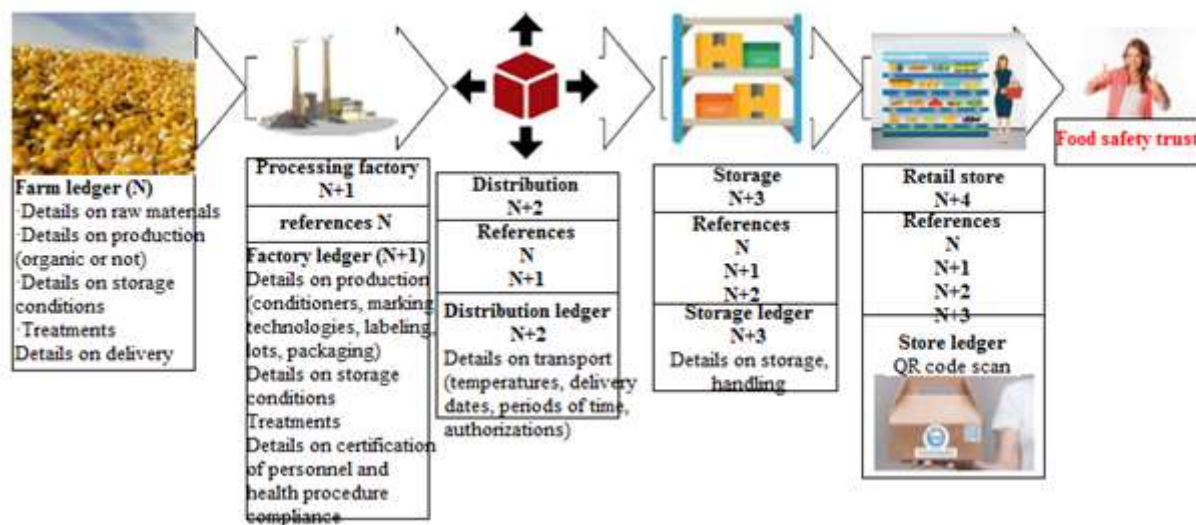 Farm ledger (N)
·Details on raw materials
·Details on production
(organic or not)
·Details on storage
conditions
·Treatments
Details on delivery
Processing factory
N+1
references N
Factory ledger (N+1)
Details on production
(conditioners, marking
technologies, labeling,
lots, packaging)
Details on storage
conditions
Treatments
Details on certification
of personnel and
health procedure
compliance
Distribution
N+2
References
N
N+1
Distribution ledger
N+2
Details on transport
(temperatures, delivery
dates, periods of time,
authorizations)
Storage
N+3
References
N
N+1
N+2
Storage ledger
N+3
Details on storage,
handling
Retail store
N+4
References
N
N+1
N+2
N+3
Store ledger
QR code scan
Food safety trust